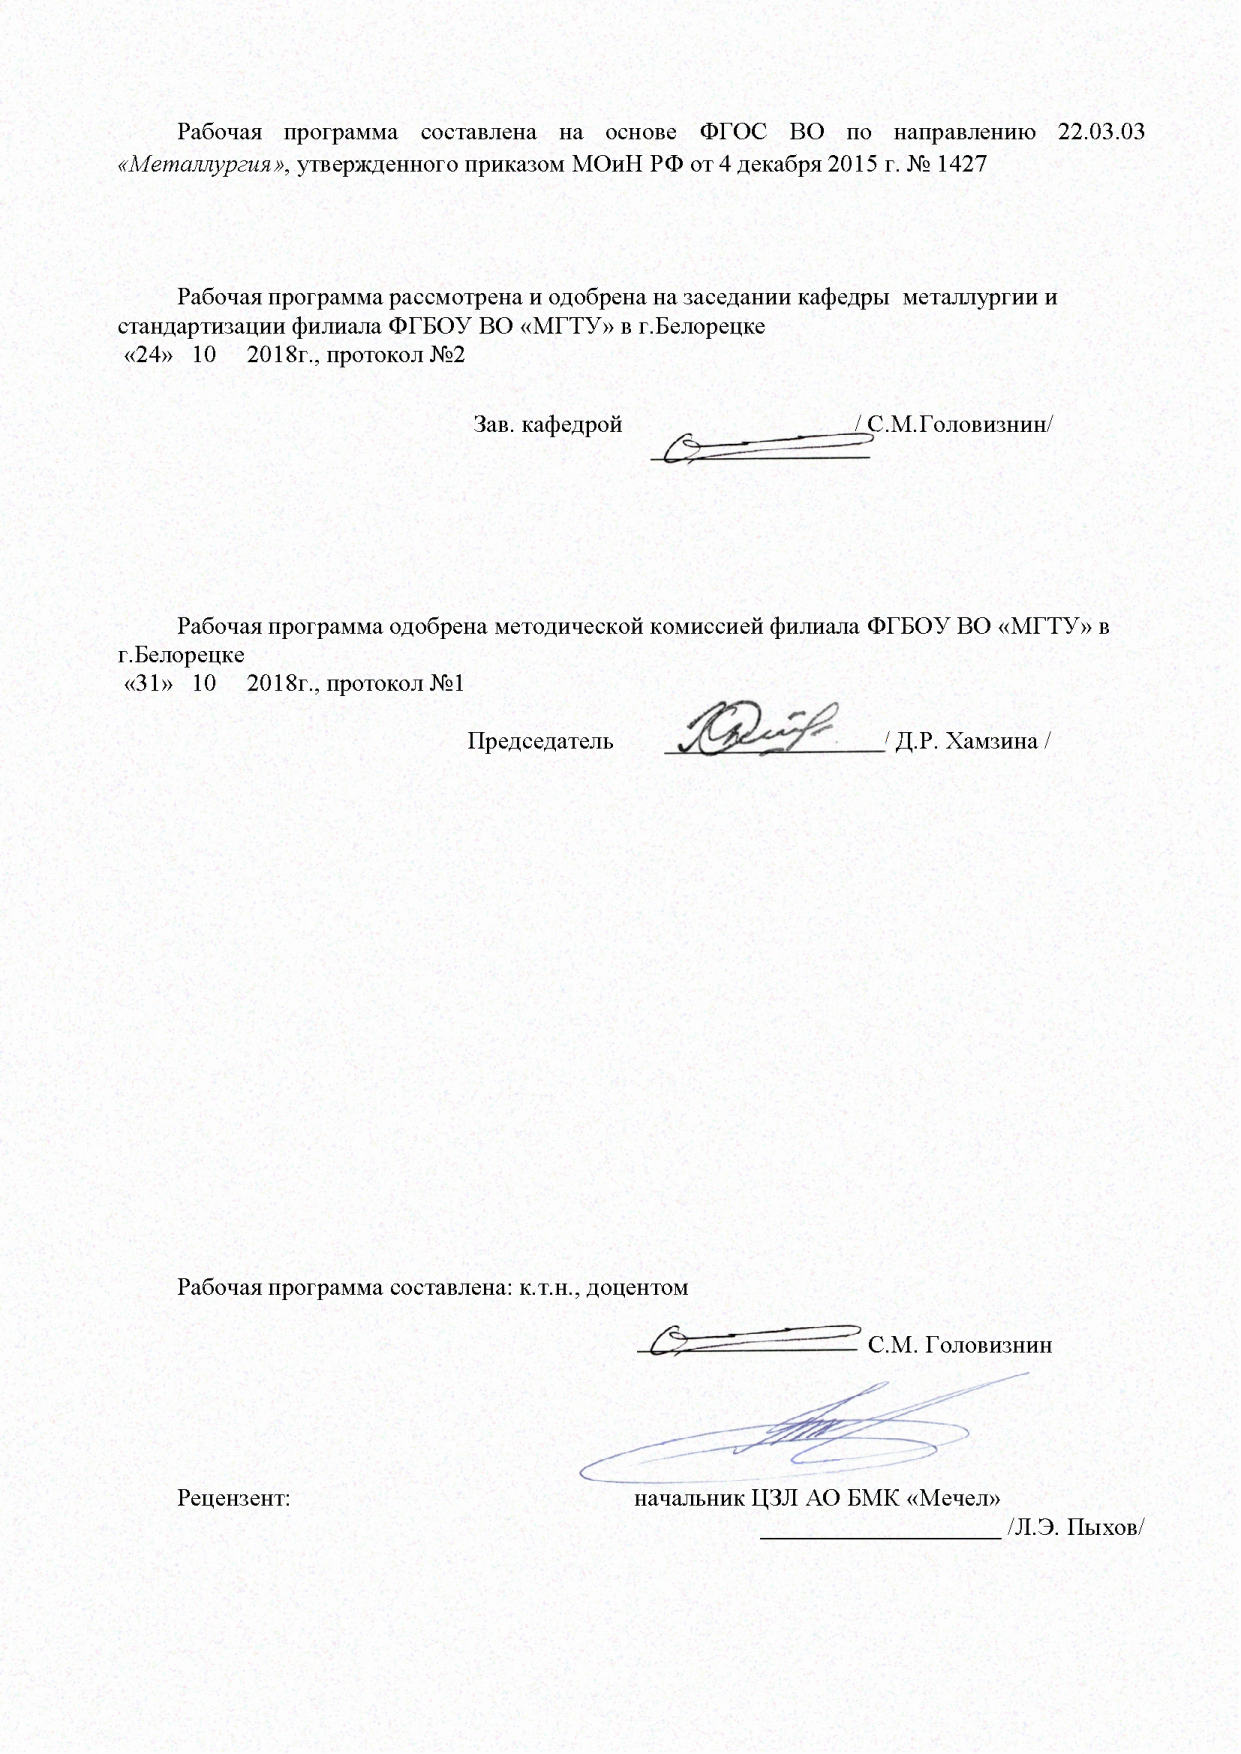 Рабочая программа составлена на основе ФГОС ВО по направлению 22.03.03
«Металлургия», утвержденного приказом МОиН РФ от 4 декабря 2015 г. № 1427
Рабочая программа рассмотрена и одобрена на заседании кафедры металлургии и
стандартизации филиала ФГБОУ ВО «МГТУ» в г.Белорецке
«24» 10 2018г., протокол №2
Зав. кафедрой / С.М.Головизнин/
Рабочая программа одобрена методической комиссией филиала ФГБОУ ВО «МГТУ» в
г.Белорецке
«31» 10 2018г., протокол №1
Председатель / Д.Р. Хамзина /
Рабочая программа составлена: к.т.н., доцентом
С.М. Головизнин
Рецензент: начальник ЦЗЛ АО БМК «Мечел»
/Л.Э. Пыхов/